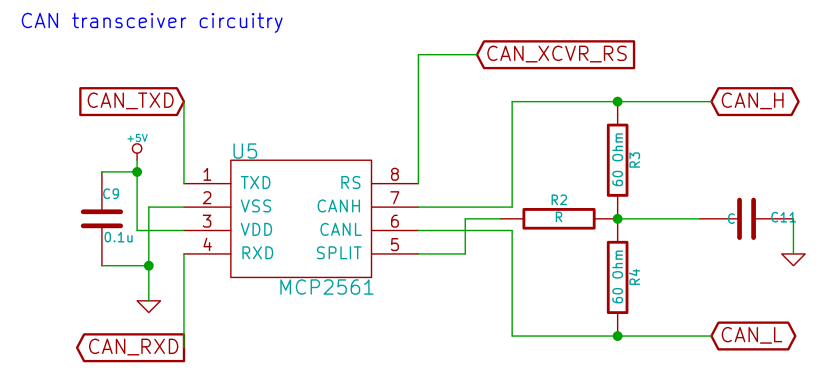 CAN transceiver circuitry
CAN_XCVR_RS
CAN_TXD
CAN_H
+5V
U5
C9
0.1u
1 TXD
2 VSS
3 VDD
4 RXD
RS 8
CANH 7
CANL 6
SPLIT 5
MCP2561
60 Ohm R3
R2
R
C C11
60 Ohm R4
CAN_RXD
CAN_L